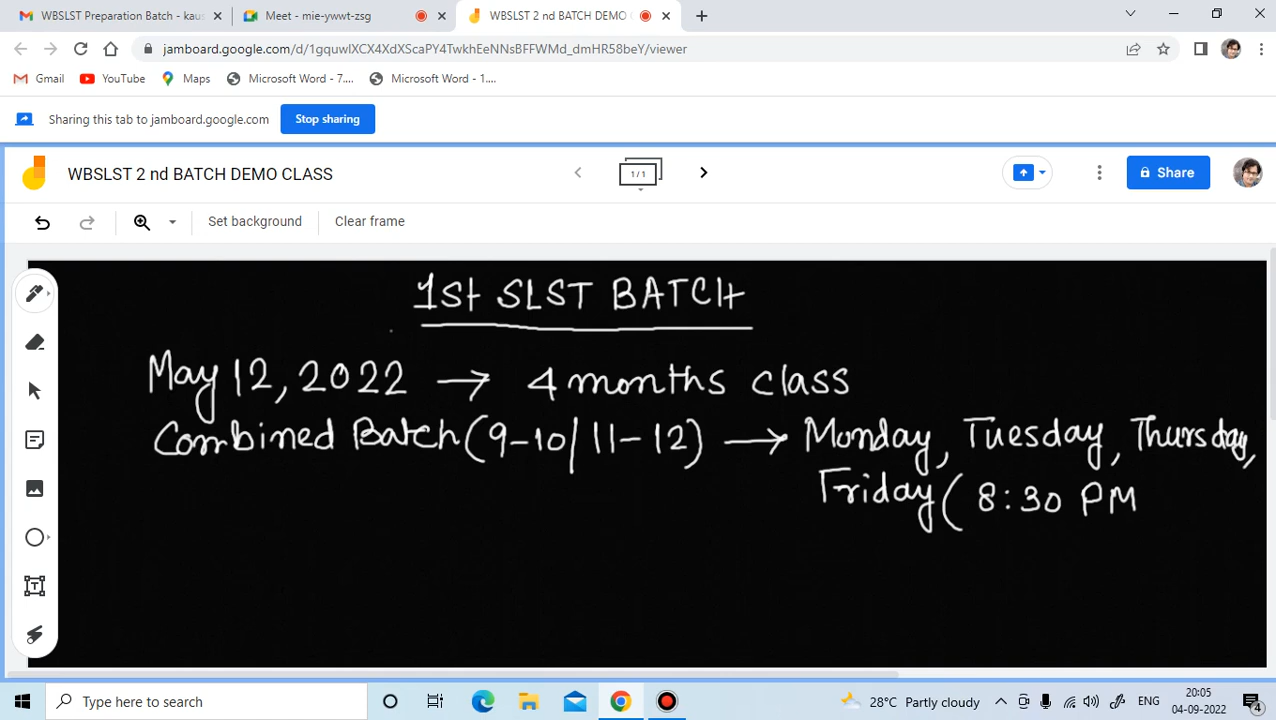 WBSLST Preparation Batch - kaus
Meet - mie-ywwt-zsg
WBSLST 2 nd BATCH DEMO C
jamboard.google.com/d/1gquwlXCX4XdXScaPY4TwkhEeNNsBFFWMd_dmHR58beY/viewer
Gmail YouTube Maps Microsoft Word - 7.... Microsoft Word - 1....
Sharing this tab to jamboard.google.com Stop sharing
WBSLST 2 nd BATCH DEMO CLASS 1/1 Share
Set background Clear frame
1St SLST BATCH
May 12, 2022 → 4 months class
Combined Batch (9-10/11-12) → Monday, Tuesday, Thursday,
Friday ( 8:30 PM
Type here to search 28°C Partly cloudy ENG 20:05
04-09-2022 4